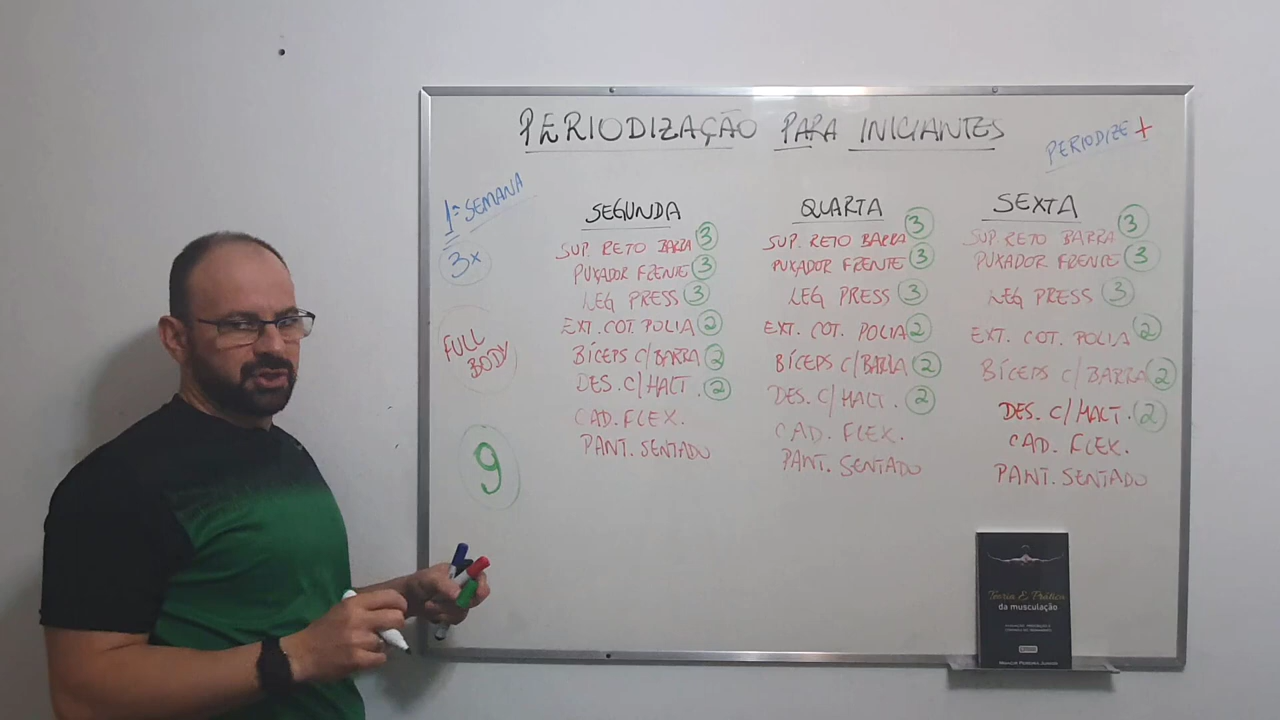 PERIODIZAÇÃO PARA INICIANTES
PERIODIZE +
1ª SEMANA
3x
FULL
BODY
9
SEGUNDA
SUP. RETO BARRA 3
PUXADOR FRENTE 3
LEG PRESS 3
EXT. COT. POLIA 2
BÍCEPS C/BARRA 2
DES. C/HALT. 2
CAD. FLEX.
PANT. SENTADO
QUARTA
SUP. RETO BARRA 3
PUXADOR FRENTE 3
LEG PRESS 3
EXT. COT. POLIA 2
BÍCEPS C/BARRA 2
DES. C/HALT. 2
CAD. FLEX.
PANT. SENTADO
SEXTA
SUP. RETO BARRA 3
PUXADOR FRENTE 3
LEG PRESS 3
EXT. COT. POLIA 2
BÍCEPS C/BARRA 2
DES. C/HALT. 2
CAD. FLEX.
PANT. SENTADO
Teoria E Prática
da musculação